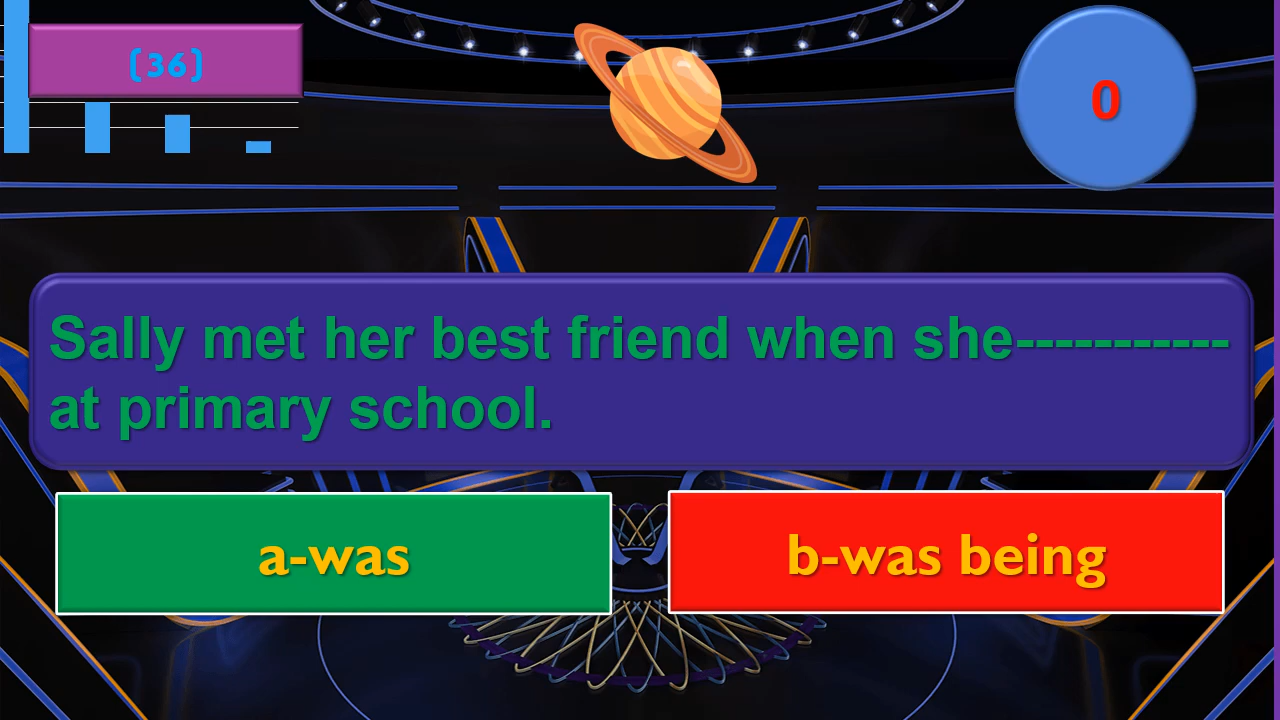 (36)
0
Sally met her best friend when she-----------
at primary school.
a-was
b-was being